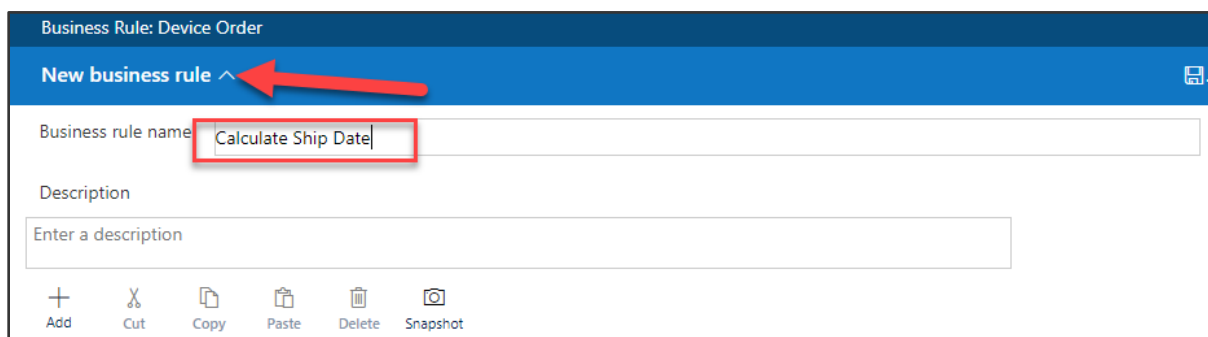 Business Rule: Device Order
New business rule
Business rule name
Calculate Ship Date
Description
Enter a description
Add Cut Copy Paste Delete Snapshot